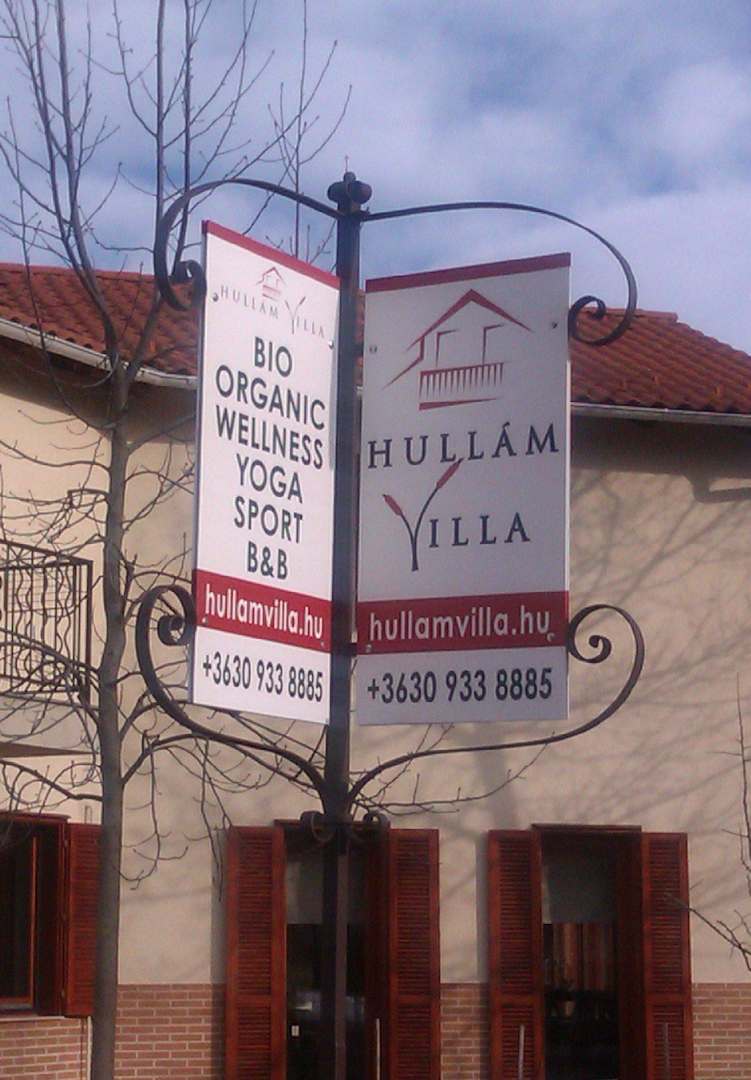 HULLÁM VILLA
BIO
ORGANIC
WELLNESS
YOGA
SPORT
B&B
hullamvilla.hu
+3630 933 8885
HULLÁM
VILLA
hullamvilla.hu
+3630 933 8885